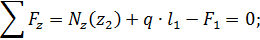 ∑F_z = N_z(z_2) + q · l_1 − F_1 = 0;